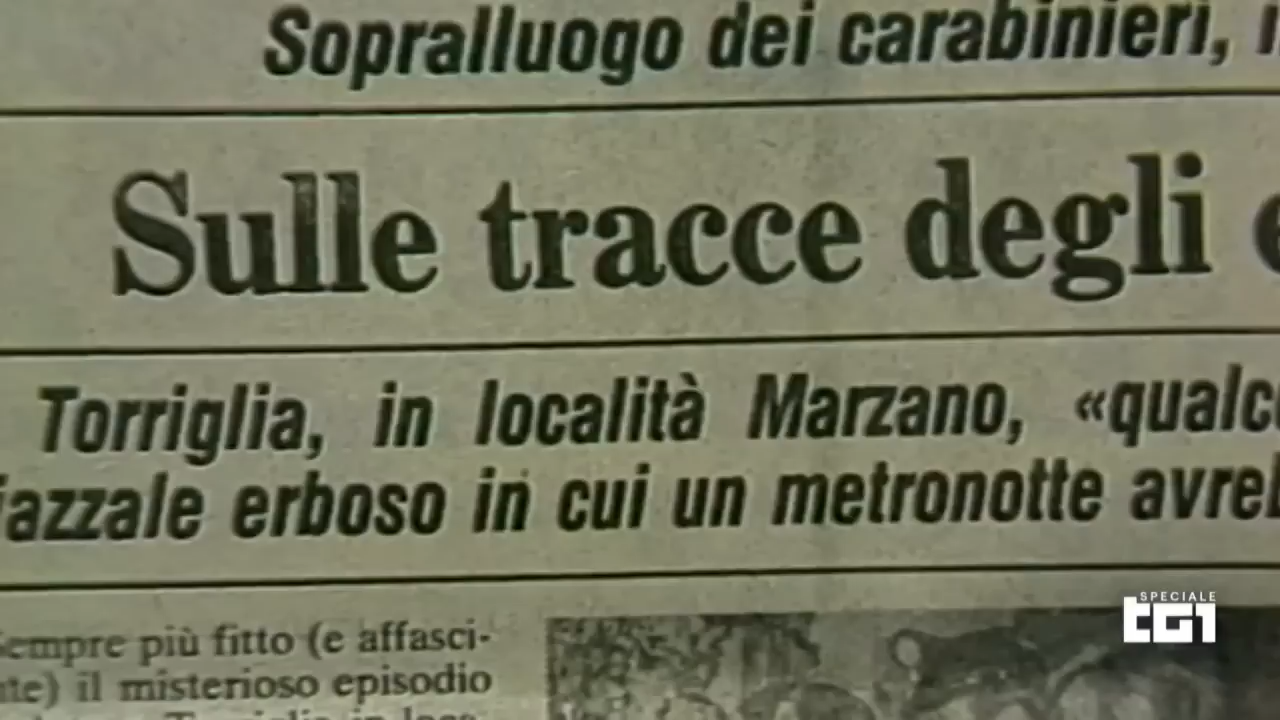 Sopralluogo dei carabinieri,
Sulle tracce degli
Torriglia, in località Marzano, «qualc
iazzale erboso in cui un metronotte avre
Sempre più fitto (e affasci-
nte) il misterioso episodio
SPECIALE
TG1